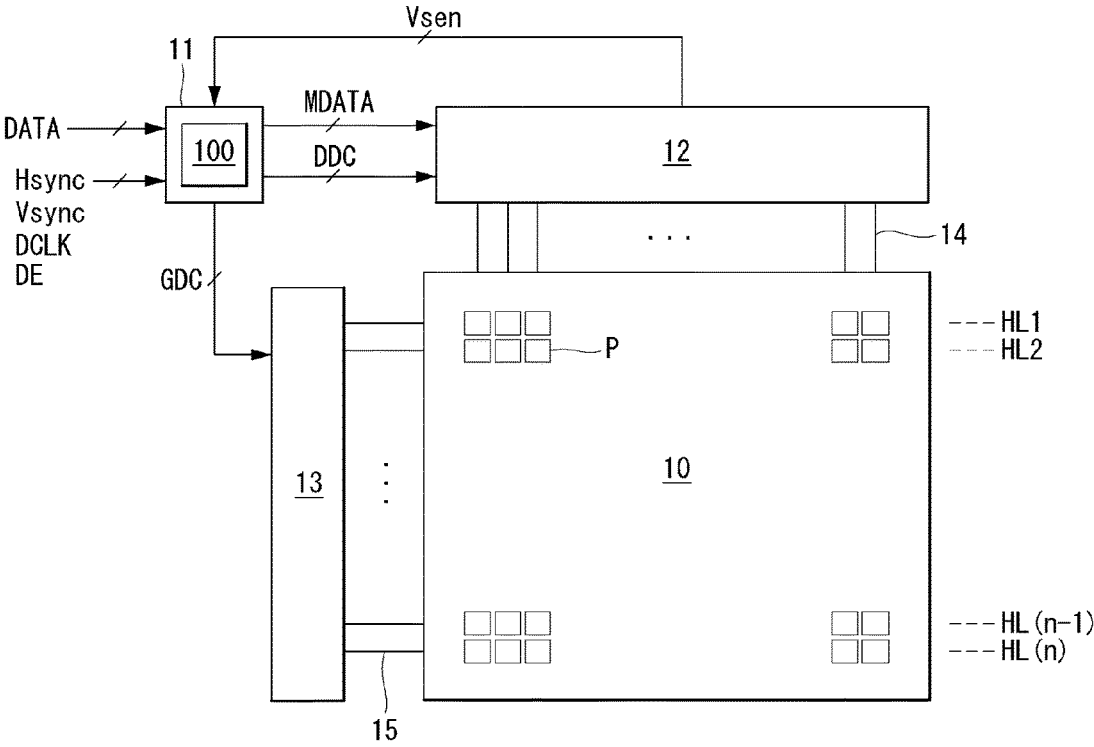 Vsen
11
DATA
100
MDATA
12
DDC
Hsync
Vsync
DCLK
DE
GDC
14
HL1
HL2
P
13
10
HL(n-1)
HL(n)
15